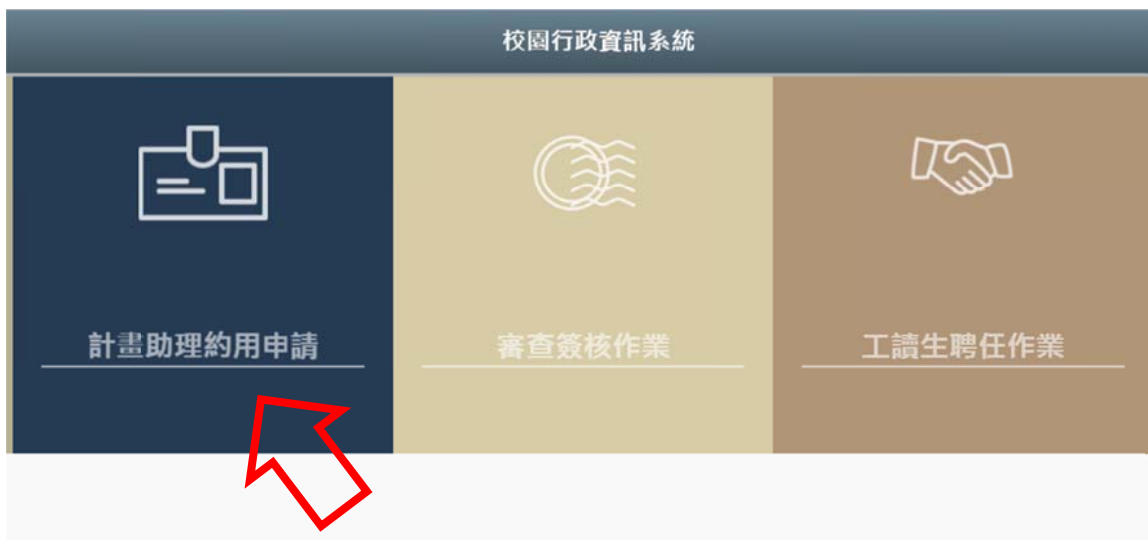 校園行政資訊系統
計畫助理約用申請
審查簽核作業
工讀生聘任作業